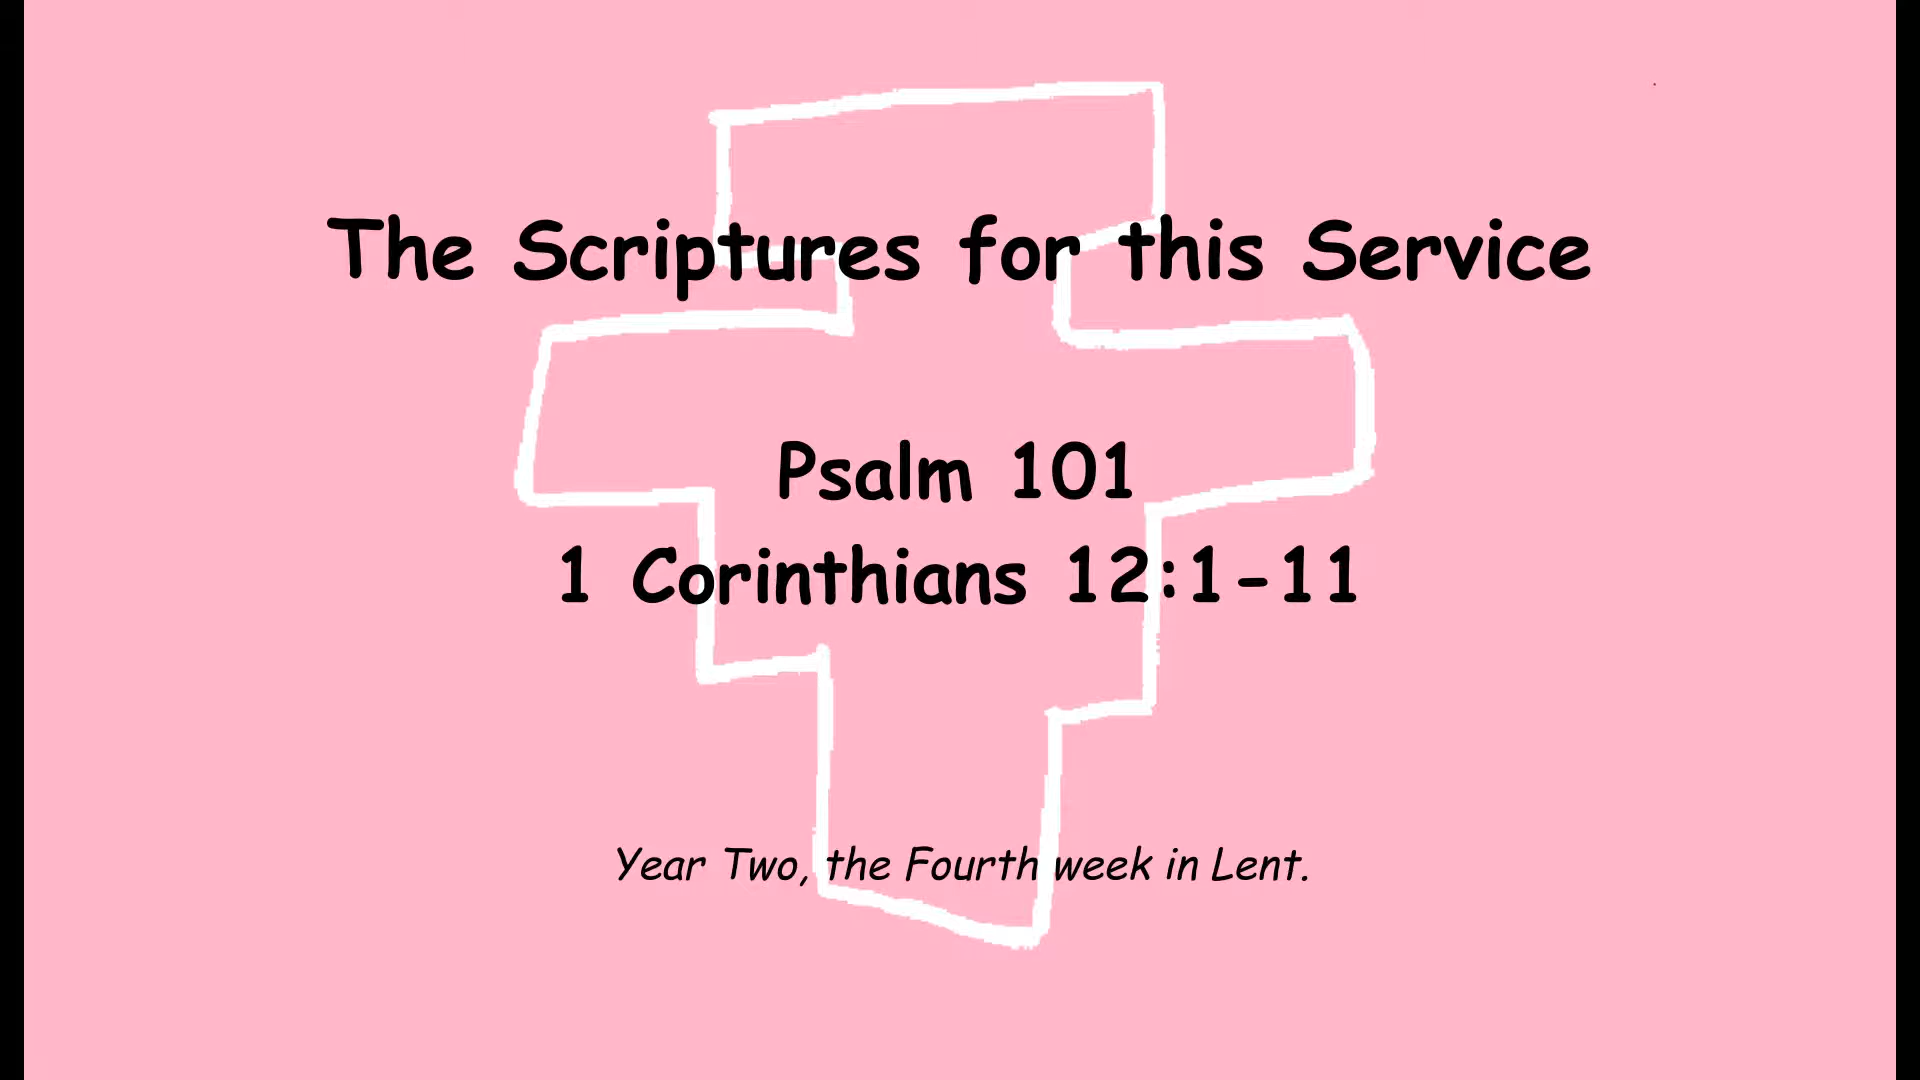 The Scriptures for this Service
Psalm 101
1 Corinthians 12:1-11
Year Two, the Fourth week in Lent.